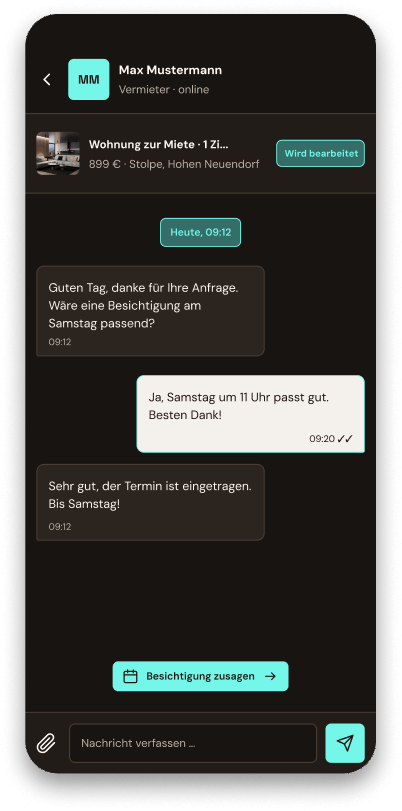 MM
Max Mustermann
Vermieter · online
Wohnung zur Miete · 1 Zi...
899 € · Stolpe, Hohen Neuendorf
Wird bearbeitet
Heute, 09:12
Guten Tag, danke für Ihre Anfrage.
Wäre eine Besichtigung am
Samstag passend?
09:12
Ja, Samstag um 11 Uhr passt gut.
Besten Dank!
09:20 ✓✓
Sehr gut, der Termin ist eingetragen.
Bis Samstag!
09:12
Besichtigung zusagen →
Nachricht verfassen ...